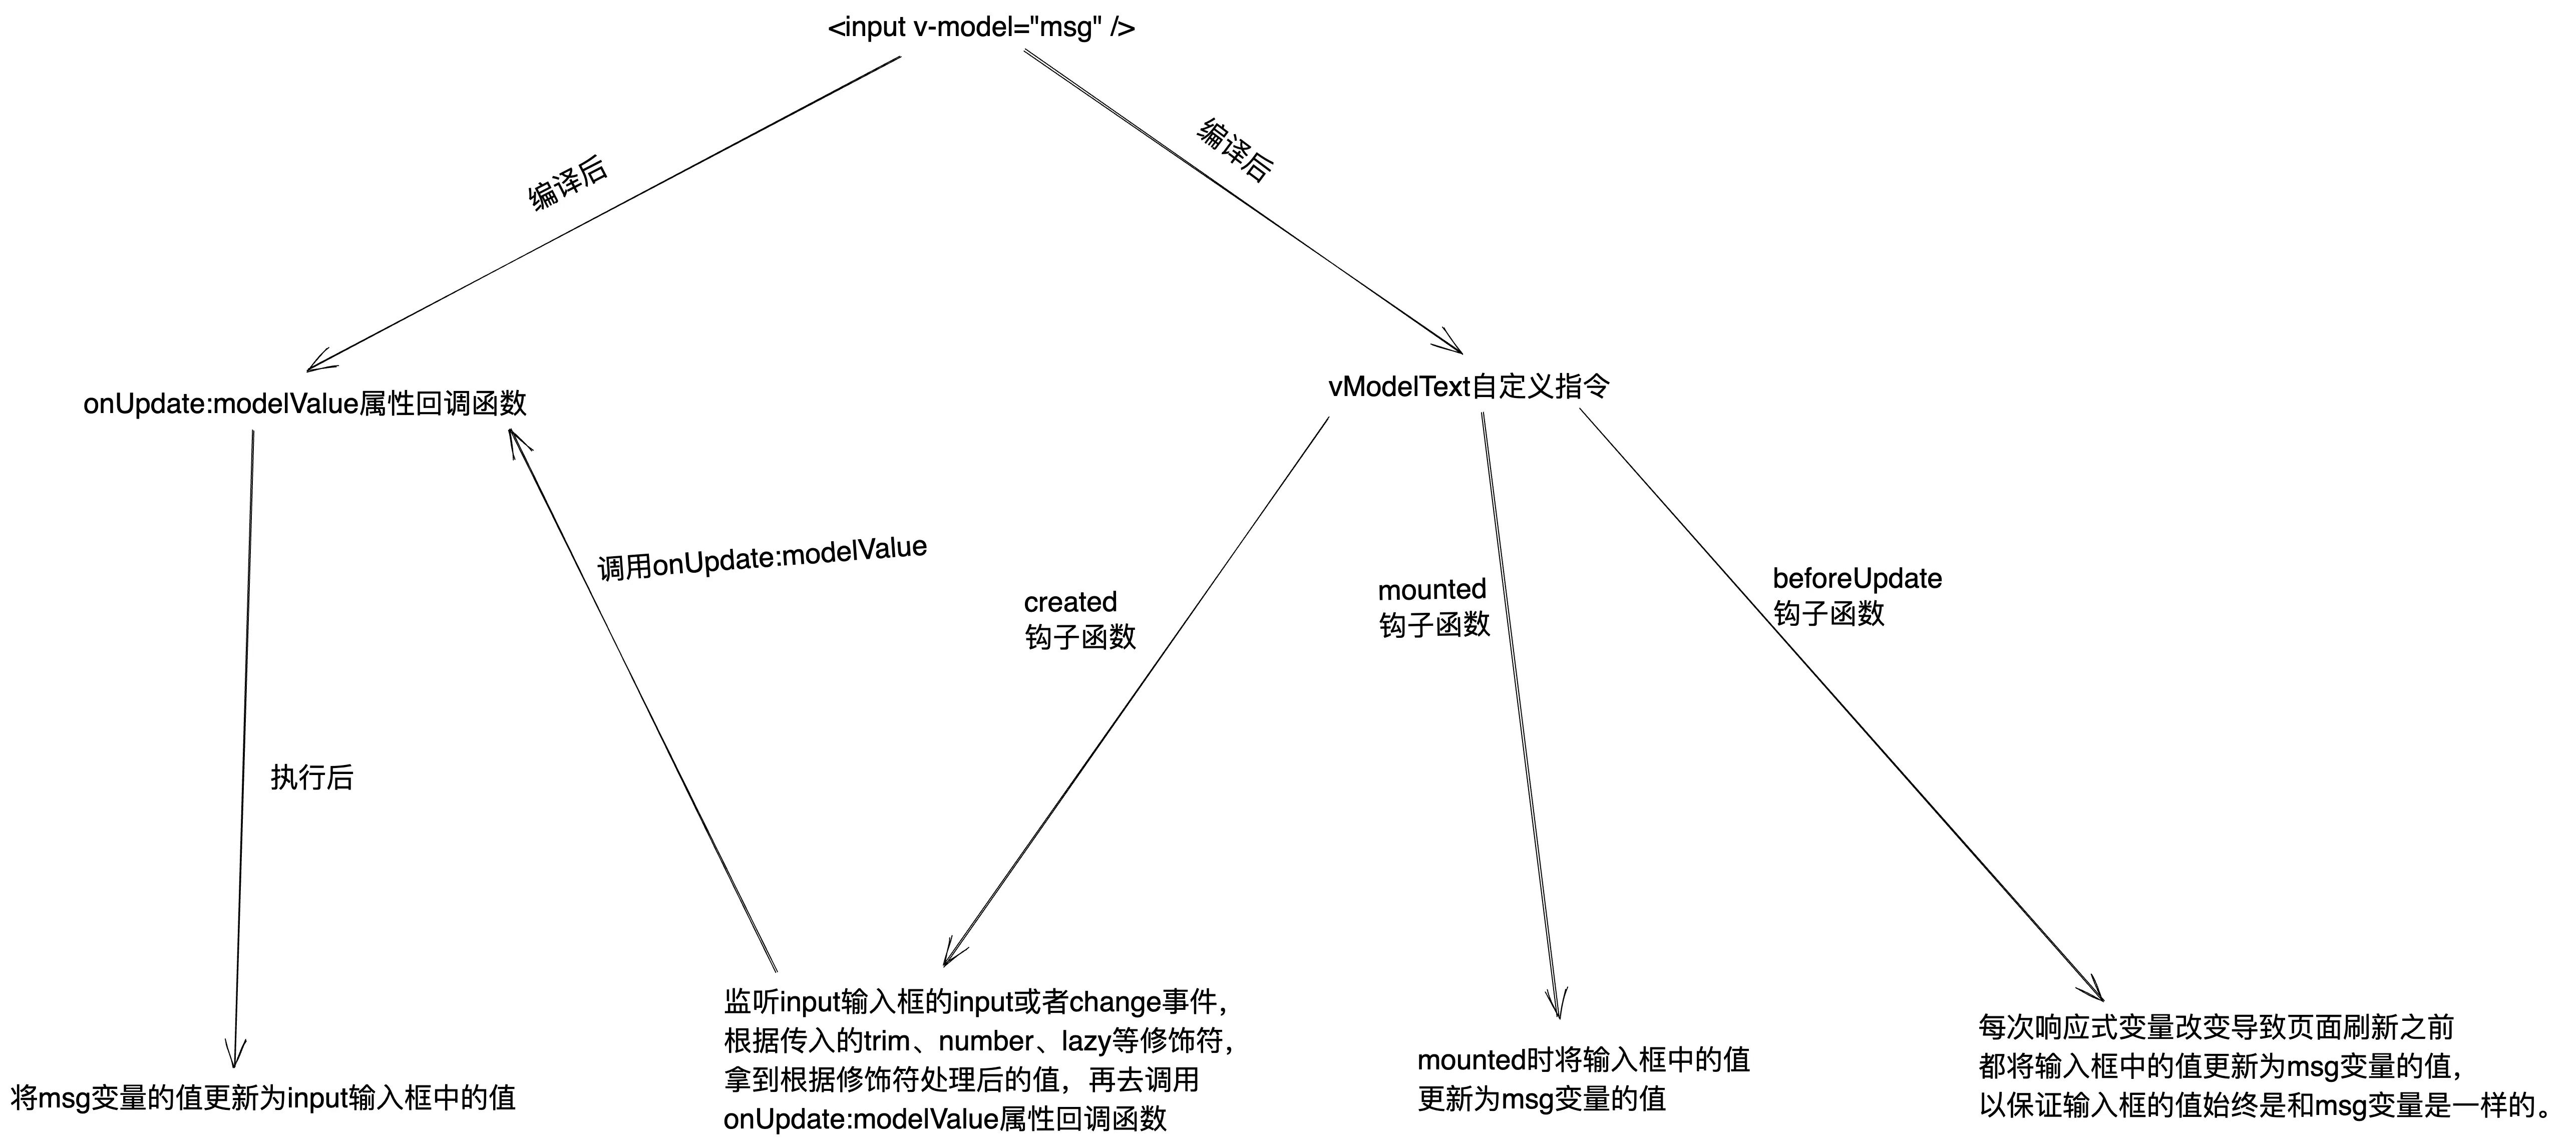 <input v-model="msg" />
编译后
编译后
onUpdate:modelValue属性回调函数
vModelText自定义指令
调用onUpdate:modelValue
created
钩子函数
mounted
钩子函数
beforeUpdate
钩子函数
执行后
将msg变量的值更新为input输入框中的值
监听input输入框的input或者change事件，
根据传入的trim、number、lazy等修饰符，
拿到根据修饰符处理后的值，再去调用
onUpdate:modelValue属性回调函数
mounted时将输入框中的值
更新为msg变量的值
每次响应式变量改变导致页面刷新之前
都将输入框中的值更新为msg变量的值，
以保证输入框的值始终是和msg变量是一样的。